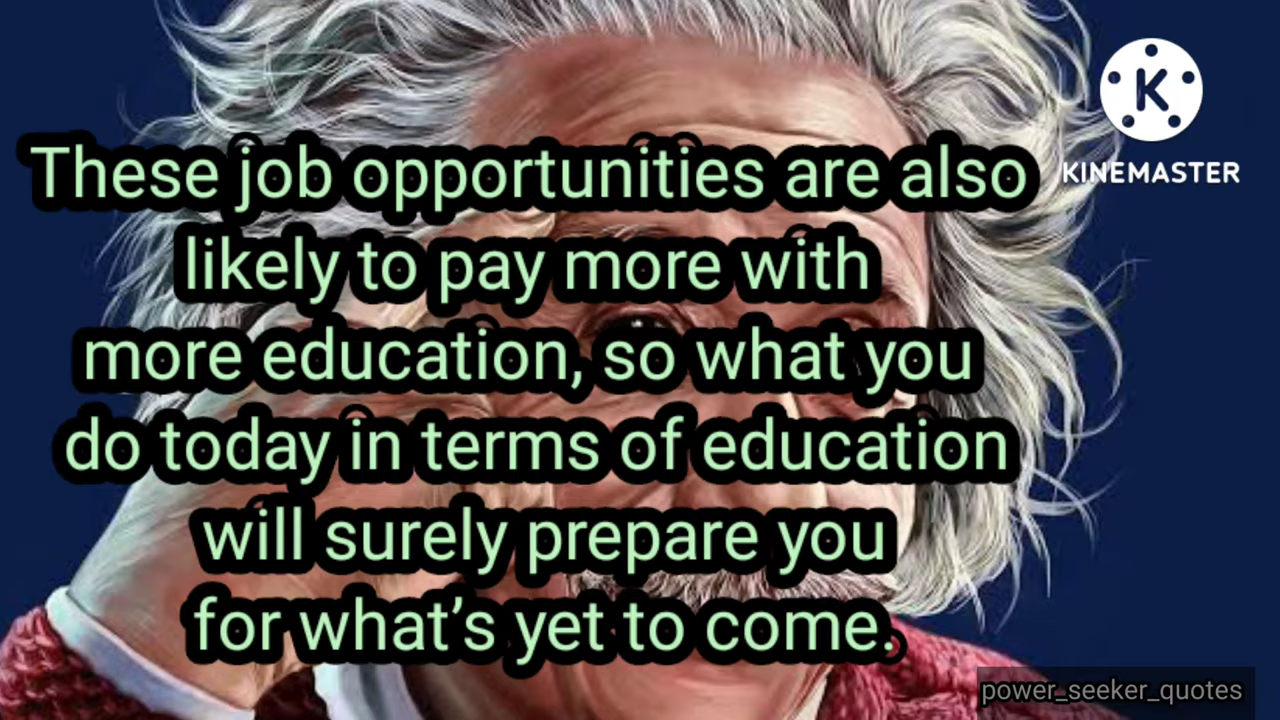 These job opportunities are also
likely to pay more with
more education, so what you
do today in terms of education
will surely prepare you
for what’s yet to come.
K
KINEMASTER
power_seeker_quotes